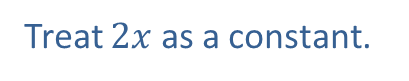 Treat 2𝑥 as a constant.